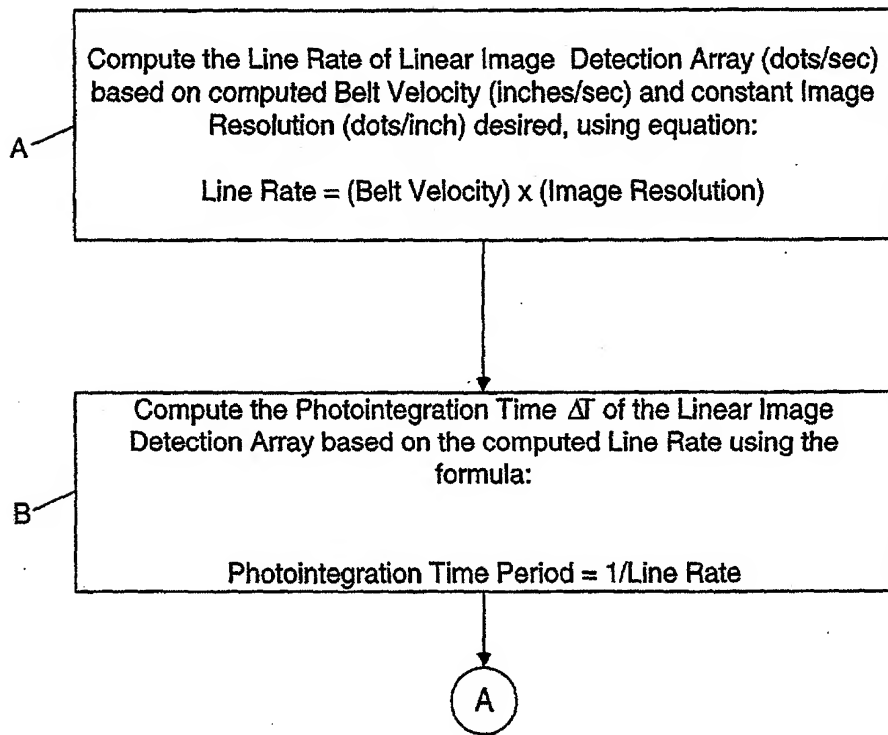 Compute the Line Rate of Linear Image Detection Array (dots/sec)
based on computed Belt Velocity (inches/sec) and constant Image
Resolution (dots/inch) desired, using equation:
A
Line Rate = (Belt Velocity) x (Image Resolution)
Compute the Photointegration Time ΔT of the Linear Image
Detection Array based on the computed Line Rate using the
formula:
B
Photointegration Time Period = 1/Line Rate
A